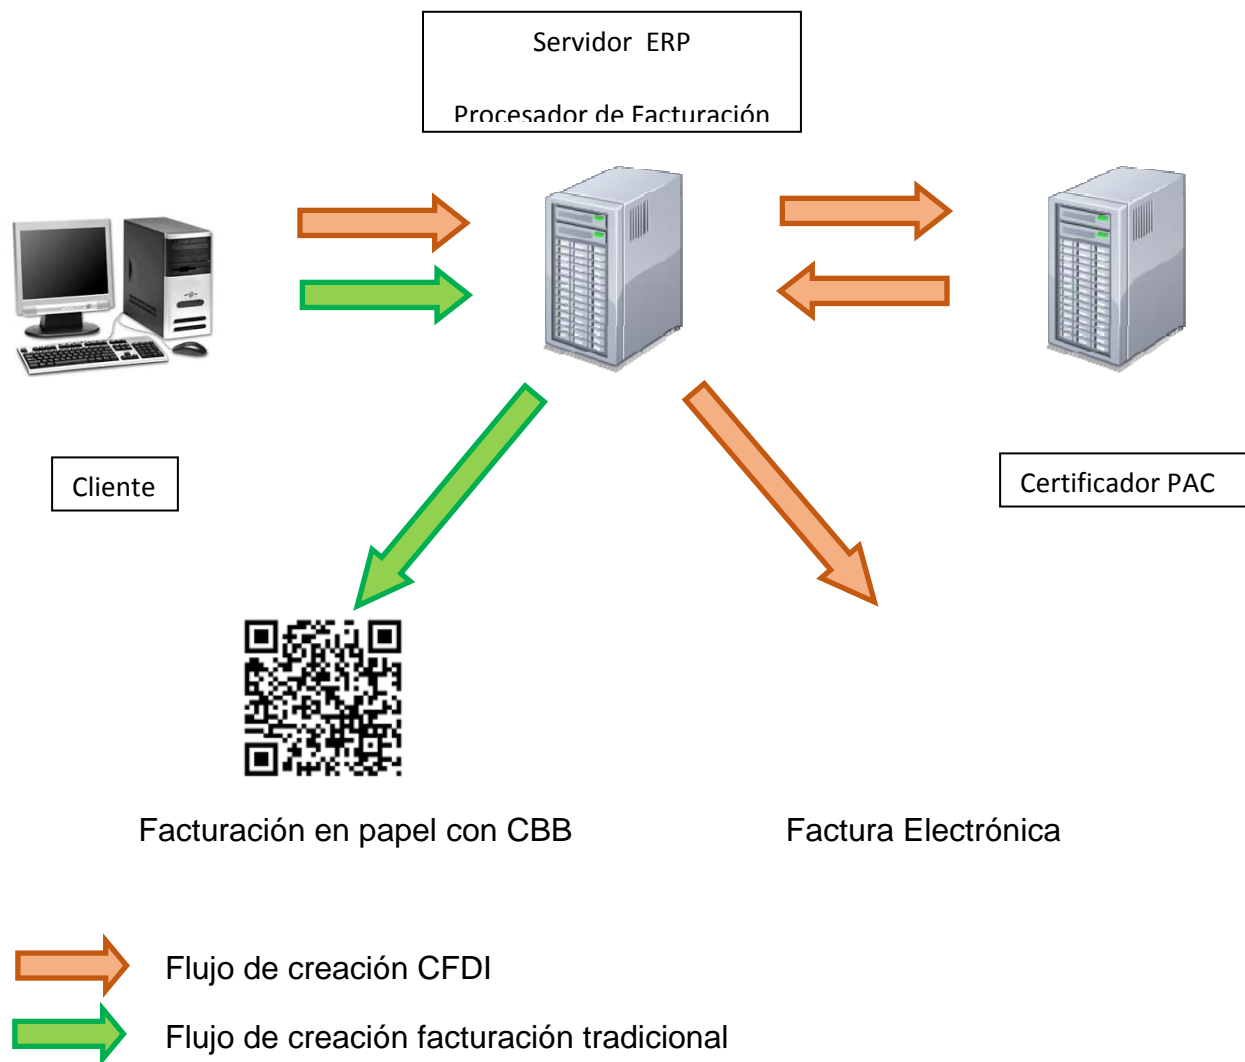 Servidor ERP
Procesador de Facturación
Cliente
Certificador PAC
Facturación en papel con CBB
Factura Electrónica
Flujo de creación CFDI
Flujo de creación facturación tradicional